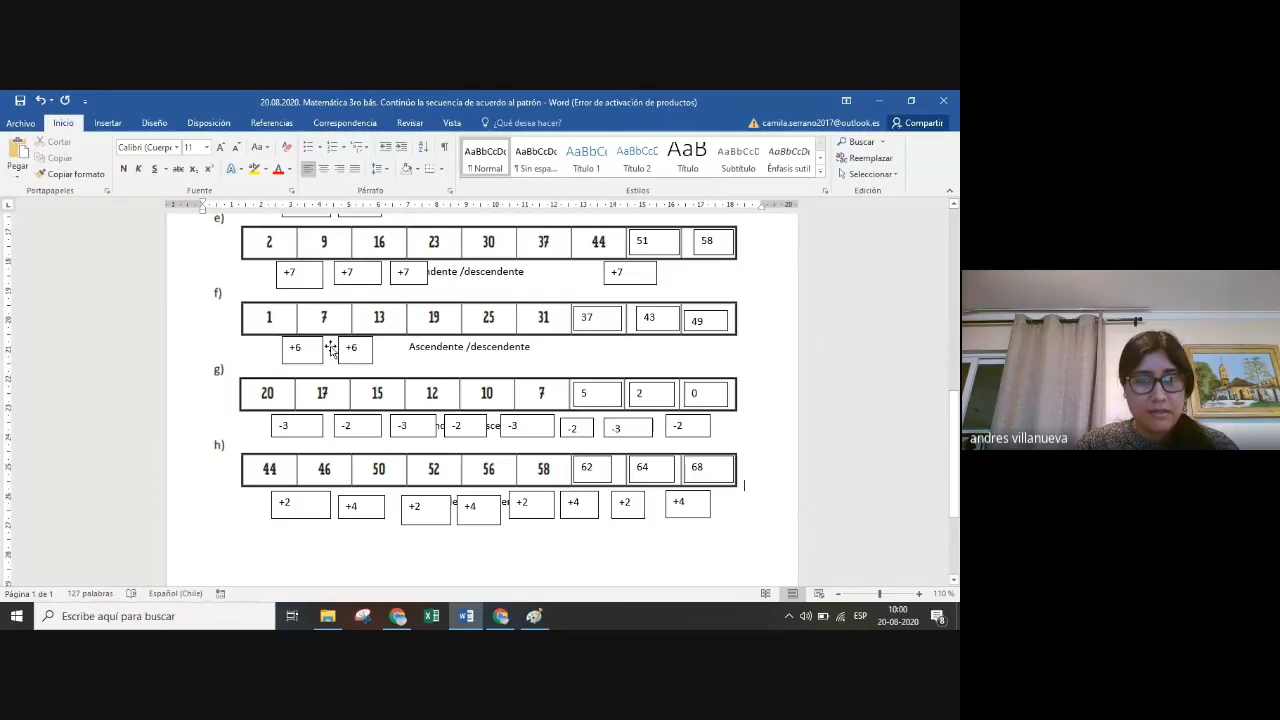 20.08.2020. Matemática 3ro bás. Continúo la secuencia de acuerdo al patrón - Word (Error de activación de productos)
Archivo Inicio Insertar Diseño Disposición Referencias Correspondencia Revisar Vista ¿Qué desea hacer? camila.serrano2017@outlook.es Compartir
Pegar Cortar Copiar Copiar formato
Calibri (Cuerpo 11
N K S abc
AaBbCcDc AaBbCcDc AaBbCc AaBbCcD AaB AaBbCcD AaBbCcDc
¶ Normal ¶ Sin espa... Título 1 Título 2 Título Subtítulo Énfasis sutil
Buscar Reemplazar Seleccionar
Portapapeles Fuente Párrafo Estilos Edición
e)
2 9 16 23 30 37 44 51 58
+7 +7 +7 ndente /descendente +7
f)
1 7 13 19 25 31 37 43 49
+6 +6 Ascendente /descendente
g)
20 17 15 12 10 7 5 2 0
-3 -2 -3 -2 -3 -2 -3 -2
h)
44 46 50 52 56 58 62 64 68
+2 +4 +2 +4 +2 +4 +2 +4
Página 1 de 1 127 palabras Español (Chile) 110 %
Escribe aquí para buscar ESP 10:00 20-08-2020 8
andres villanueva